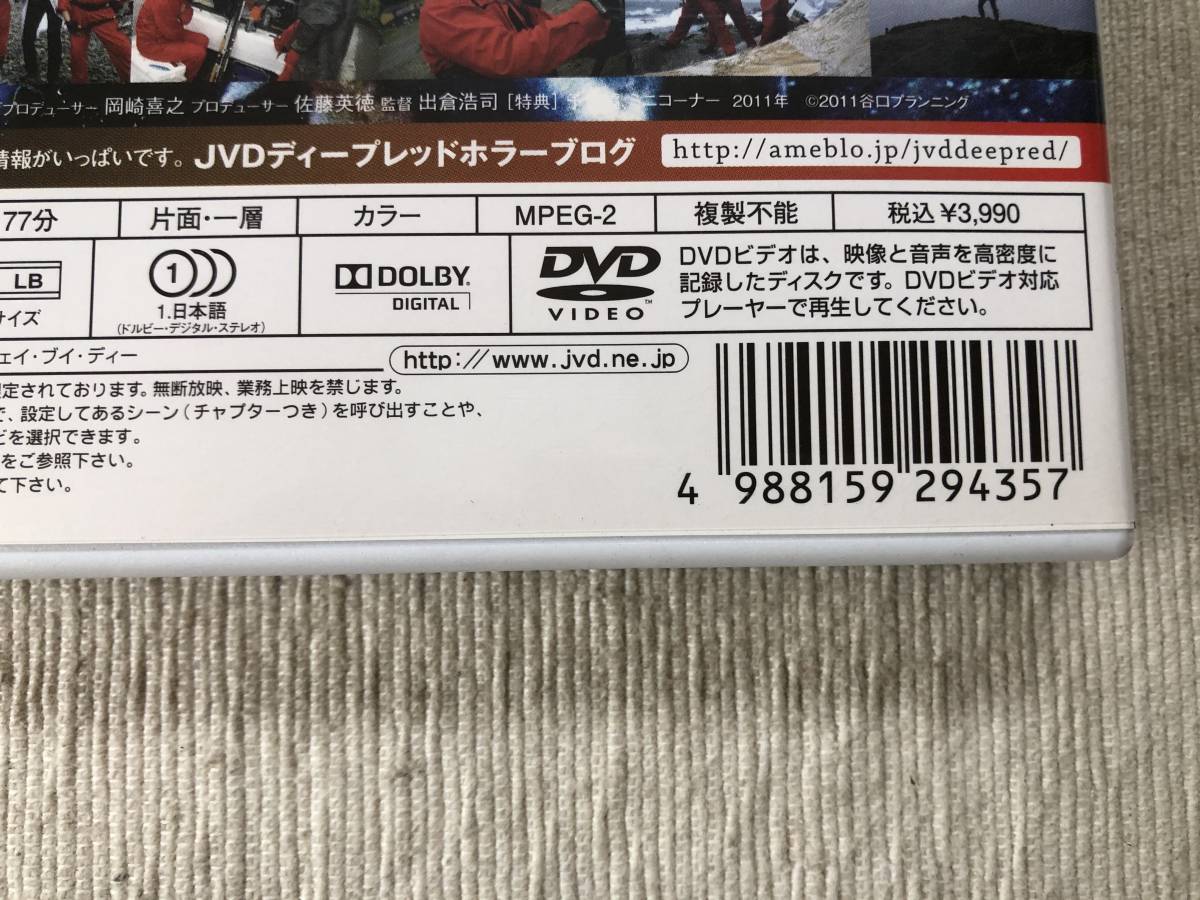 プロデューサー 岡崎喜之 プロデューサー 佐藤英徳 監督 出倉浩司 [特典] コーナー 2011年 ©2011谷口プランニング
情報がいっぱいです。JVDディープレッドホラーブログ http://ameblo.jp/jvddeepred/
77分 片面・一層 カラー MPEG-2 複製不能 税込¥3,990
LB
サイズ
1
1.日本語
(ドルビー・デジタル・ステレオ)
DOLBY
DIGITAL
DVD
VIDEO
TM
DVDビデオは、映像と音声を高密度に
記録したディスクです。DVDビデオ対応
プレーヤーで再生してください。
ェイ・ブイ・ディー http://www.jvd.ne.jp
定されております。無断放映、業務上映を禁じます。
で、設定してあるシーン(チャプターつき)を呼び出すことや、
どを選択できます。
をご参照下さい。
て下さい。
4 988159 294357